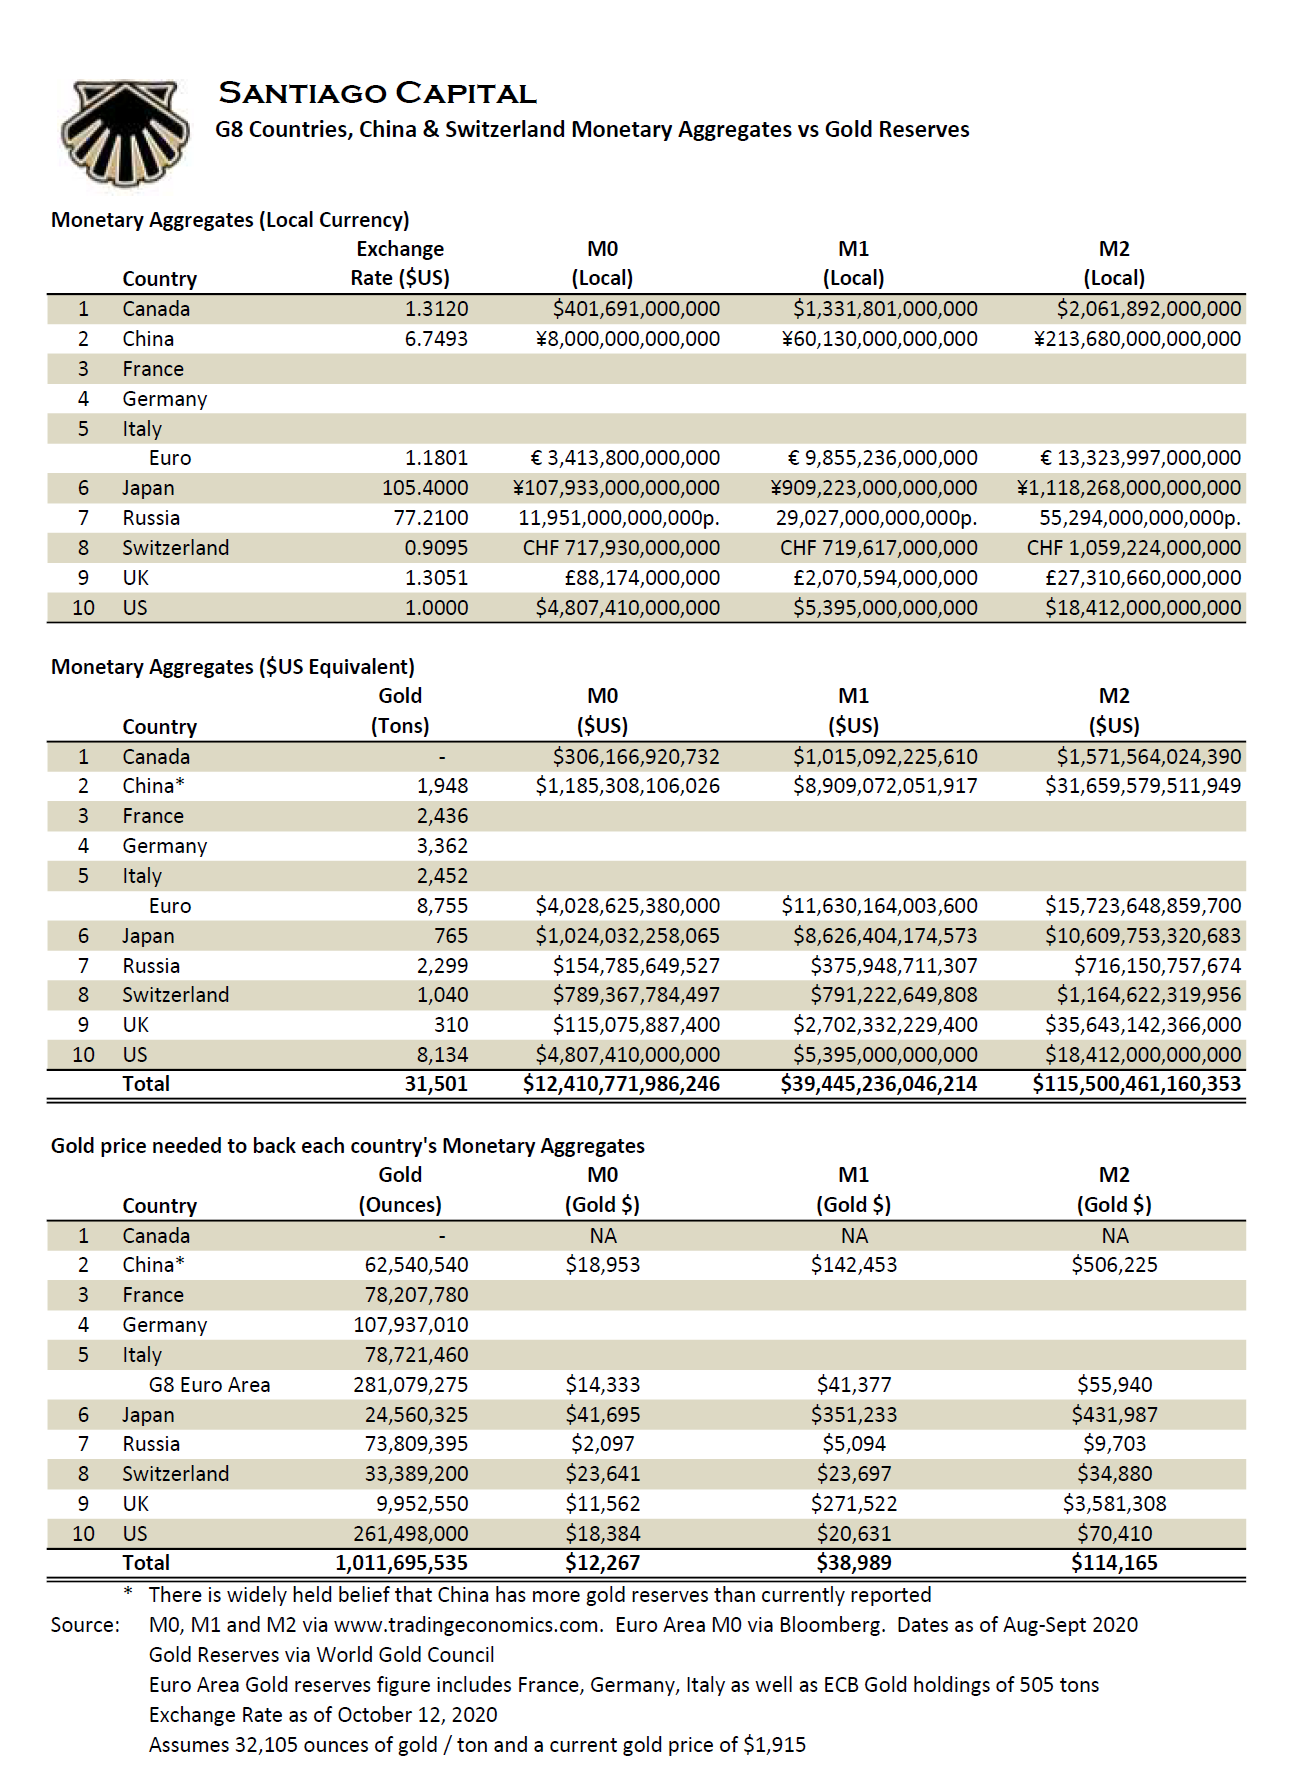 SANTIAGO CAPITAL
G8 Countries, China & Switzerland Monetary Aggregates vs Gold Reserves
Monetary Aggregates (Local Currency)
Exchange M0 M1 M2
Country Rate ($US) (Local) (Local) (Local)
1 Canada 1.3120 $401,691,000,000 $1,331,801,000,000 $2,061,892,000,000
2 China 6.7493 ¥8,000,000,000,000 ¥60,130,000,000,000 ¥213,680,000,000,000
3 France
4 Germany
5 Italy
Euro 1.1801 € 3,413,800,000,000 € 9,855,236,000,000 € 13,323,997,000,000
6 Japan 105.4000 ¥107,933,000,000,000 ¥909,223,000,000,000 ¥1,118,268,000,000,000
7 Russia 77.2100 11,951,000,000,000p. 29,027,000,000,000p. 55,294,000,000,000p.
8 Switzerland 0.9095 CHF 717,930,000,000 CHF 719,617,000,000 CHF 1,059,224,000,000
9 UK 1.3051 £88,174,000,000 £2,070,594,000,000 £27,310,660,000,000
10 US 1.0000 $4,807,410,000,000 $5,395,000,000,000 $18,412,000,000,000
Monetary Aggregates ($US Equivalent)
Gold M0 M1 M2
Country (Tons) ($US) ($US) ($US)
1 Canada - $306,166,920,732 $1,015,092,225,610 $1,571,564,024,390
2 China* 1,948 $1,185,308,106,026 $8,909,072,051,917 $31,659,579,511,949
3 France 2,436
4 Germany 3,362
5 Italy 2,452
Euro 8,755 $4,028,625,380,000 $11,630,164,003,600 $15,723,648,859,700
6 Japan 765 $1,024,032,258,065 $8,626,404,174,573 $10,609,753,320,683
7 Russia 2,299 $154,785,649,527 $375,948,711,307 $716,150,757,674
8 Switzerland 1,040 $789,367,784,497 $791,222,649,808 $1,164,622,319,956
9 UK 310 $115,075,887,400 $2,702,332,229,400 $35,643,142,366,000
10 US 8,134 $4,807,410,000,000 $5,395,000,000,000 $18,412,000,000,000
Total 31,501 $12,410,771,986,246 $39,445,236,046,214 $115,500,461,160,353
Gold price needed to back each country's Monetary Aggregates
Gold M0 M1 M2
Country (Ounces) (Gold $) (Gold $) (Gold $)
1 Canada - NA NA NA
2 China* 62,540,540 $18,953 $142,453 $506,225
3 France 78,207,780
4 Germany 107,937,010
5 Italy 78,721,460
G8 Euro Area 281,079,275 $14,333 $41,377 $55,940
6 Japan 24,560,325 $41,695 $351,233 $431,987
7 Russia 73,809,395 $2,097 $5,094 $9,703
8 Switzerland 33,389,200 $23,641 $23,697 $34,880
9 UK 9,952,550 $11,562 $271,522 $3,581,308
10 US 261,498,000 $18,384 $20,631 $70,410
Total 1,011,695,535 $12,267 $38,989 $114,165
* There is widely held belief that China has more gold reserves than currently reported
Source: M0, M1 and M2 via www.tradingeconomics.com. Euro Area M0 via Bloomberg. Dates as of Aug-Sept 2020
Gold Reserves via World Gold Council
Euro Area Gold reserves figure includes France, Germany, Italy as well as ECB Gold holdings of 505 tons
Exchange Rate as of October 12, 2020
Assumes 32,105 ounces of gold / ton and a current gold price of $1,915